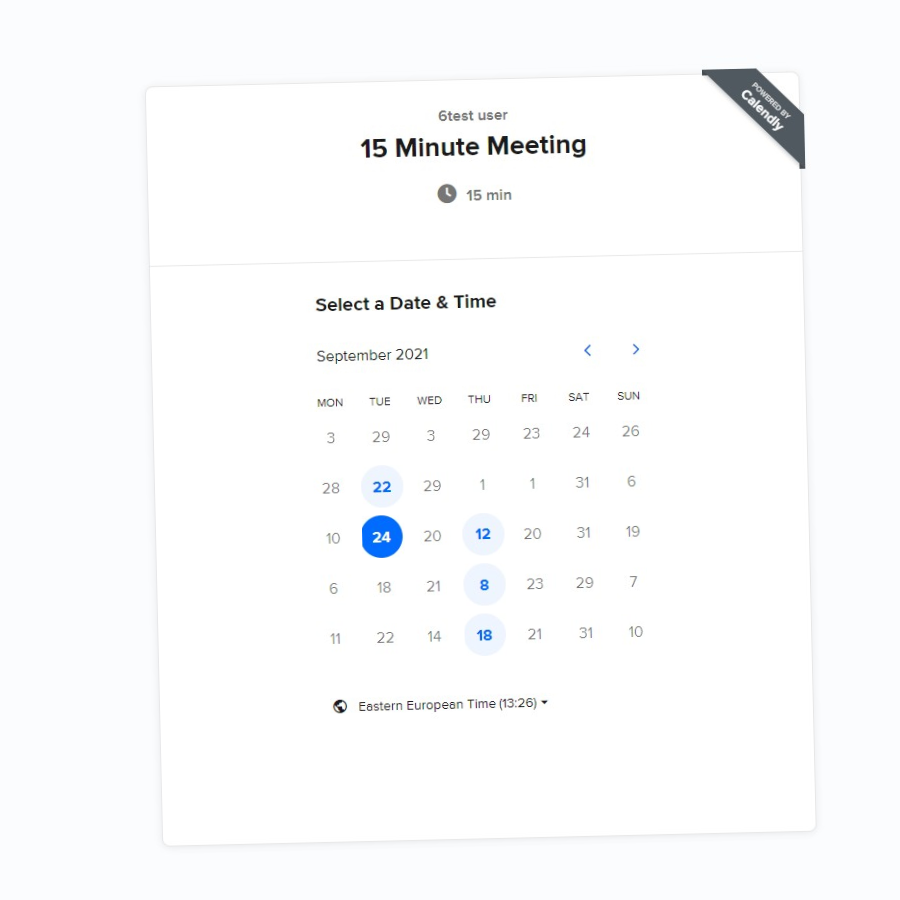 POWERED BY
Calendly
6test user
15 Minute Meeting
15 min
Select a Date & Time
September 2021
MON TUE WED THU FRI SAT SUN
3 29 3 29 23 24 26
28 22 29 1 1 31 6
10 24 20 12 20 31 19
6 18 21 8 23 29 7
11 22 14 18 21 31 10
Eastern European Time (13:26)